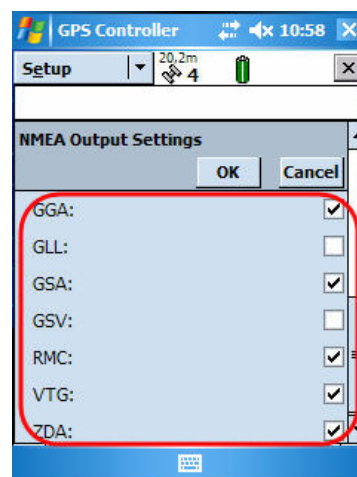 GPS Controller 10:58
Setup 20,2m 4
NMEA Output Settings
OK Cancel
GGA:
GLL:
GSA:
GSV:
RMC:
VTG:
ZDA: